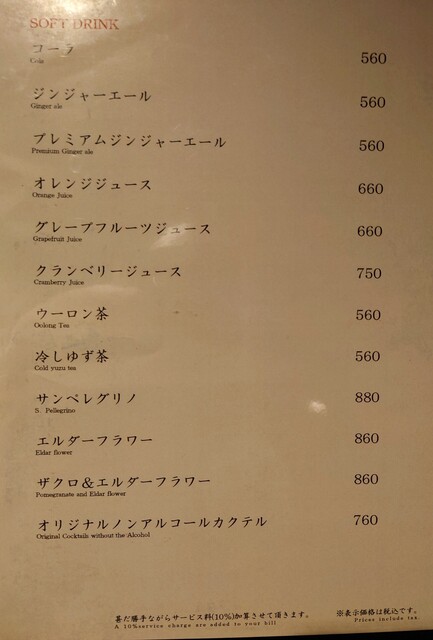 SOFT DRINK
コーラ 560
Cola
ジンジャーエール 560
Ginger ale
プレミアムジンジャーエール 560
Premium Ginger ale
オレンジジュース 660
Orange Juice
グレープフルーツジュース 660
Grapefruit Juice
クランベリージュース 750
Cranberry Juice
ウーロン茶 560
Oolong Tea
冷しゆず茶 560
Cold yuzu tea
サンペレグリノ 880
S. Pellegrino
エルダーフラワー 860
Eldar flower
ザクロ&エルダーフラワー 860
Pomegranate and Eldar flower
オリジナルノンアルコールカクテル 760
Original Cocktails without the Alcohol
甚だ勝手ながらサービス料(10%)加算させて頂きます。 ※表示価格は税込です。
A 10%service charge are added to your bill Prices include tax